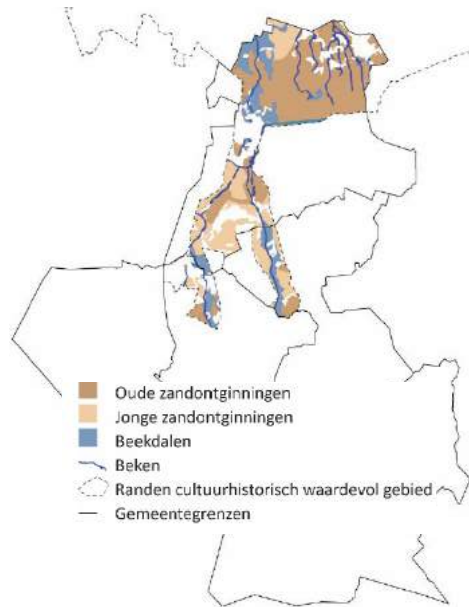 Oude zandontginningen
Jonge zandontginningen
Beekdalen
Beken
Randen cultuurhistorisch waardevol gebied
Gemeentegrenzen